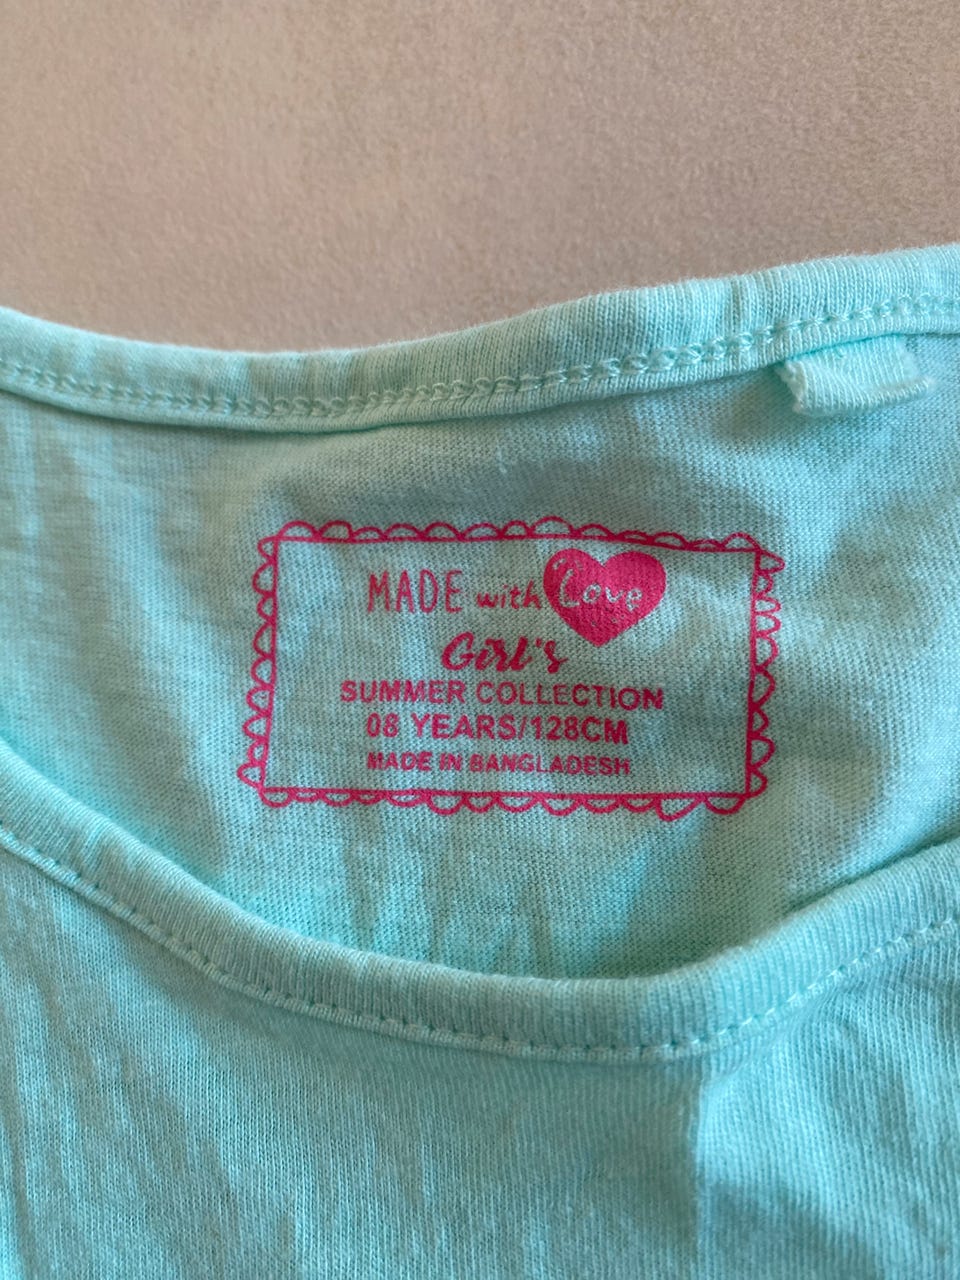 MADE with Love
Girl's
SUMMER COLLECTION
08 YEARS/128CM
MADE IN BANGLADESH